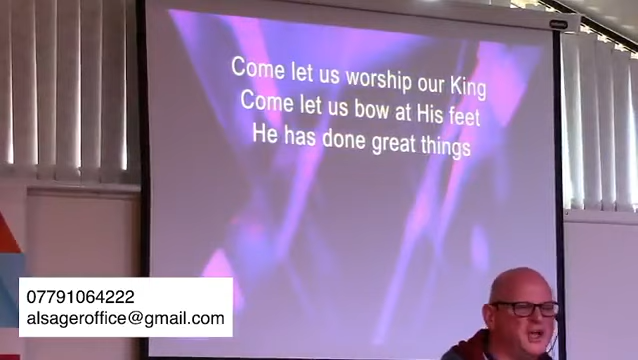 Come let us worship our King
Come let us bow at His feet
He has done great things
07791064222
alsageroffice@gmail.com